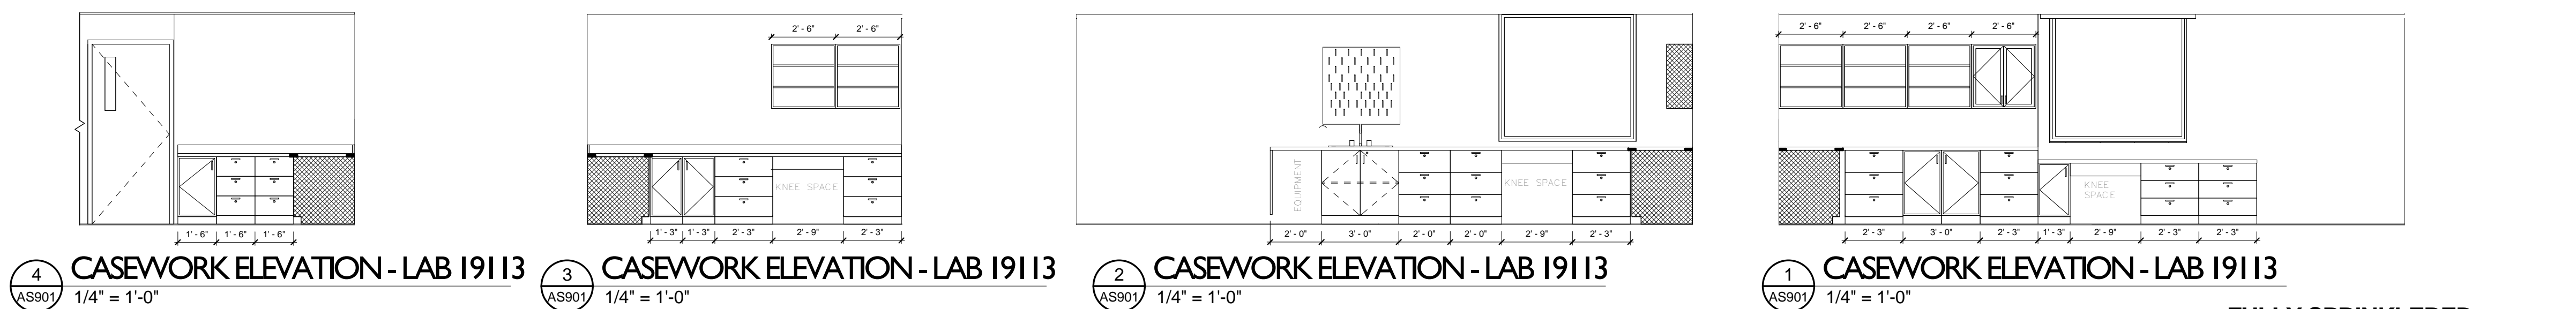 2' - 6" 2' - 6"
KNEE SPACE
1' - 6" 1' - 6" 1' - 6"
4
AS901
CASEWORK ELEVATION - LAB 19113
1/4" = 1'-0"
1' - 3" 1' - 3" 2' - 3" 2' - 9" 2' - 3"
3
AS901
CASEWORK ELEVATION - LAB 19113
1/4" = 1'-0"
EQUIPMENT
KNEE SPACE
2' - 0" 3' - 0" 2' - 0" 2' - 0" 2' - 9" 2' - 3"
2
AS901
CASEWORK ELEVATION - LAB 19113
1/4" = 1'-0"
2' - 6" 2' - 6" 2' - 6" 2' - 6"
KNEE
SPACE
2' - 3" 3' - 0" 2' - 3" 1' - 3" 2' - 9" 2' - 3" 2' - 3"
1
AS901
CASEWORK ELEVATION - LAB 19113
1/4" = 1'-0"